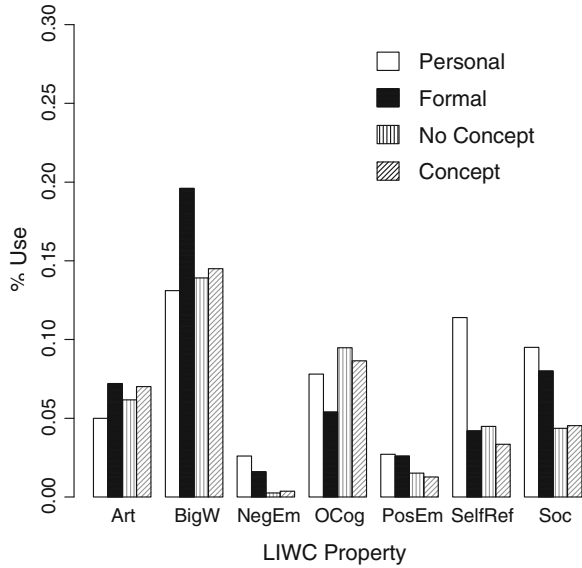 0.30
0.25
0.20
0.15
0.10
0.05
0.00
% Use
Personal
Formal
No Concept
Concept
Art BigW NegEm OCog PosEm SelfRef Soc
LIWC Property